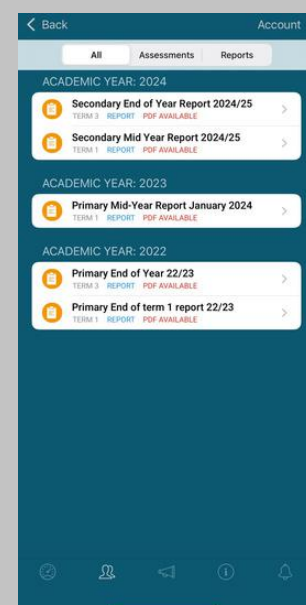 Back Account
All Assessments Reports
ACADEMIC YEAR: 2024
Secondary End of Year Report 2024/25
TERM 3 REPORT PDF AVAILABLE
Secondary Mid Year Report 2024/25
TERM 1 REPORT PDF AVAILABLE
ACADEMIC YEAR: 2023
Primary Mid-Year Report January 2024
TERM 1 REPORT PDF AVAILABLE
ACADEMIC YEAR: 2022
Primary End of Year 22/23
TERM 3 REPORT PDF AVAILABLE
Primary End of term 1 report 22/23
TERM 1 REPORT PDF AVAILABLE